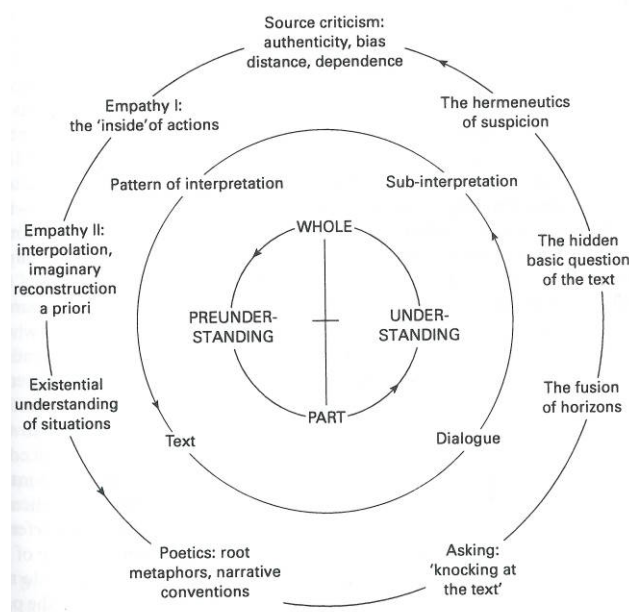 Source criticism:
authenticity, bias
distance, dependence
Empathy I:
the 'inside' of actions
The hermeneutics
of suspicion
Pattern of interpretation
Sub-interpretation
WHOLE
Empathy II:
interpolation,
imaginary
reconstruction
a priori
The hidden
basic question
of the text
PREUNDER-
STANDING
UNDER-
STANDING
Existential
understanding
of situations
The fusion
of horizons
PART
Text
Dialogue
Poetics: root
metaphors, narrative
conventions
Asking:
'knocking at
the text'